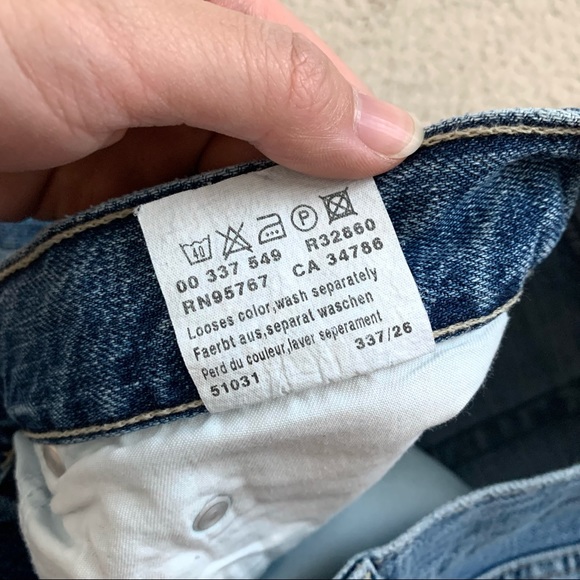 40 P
00 337 549 R32860
RN95767 CA 34786
Looses color,wash separately
Faerbt aus,separat waschen
Perd du couleur,laver seperament
51031 337/26